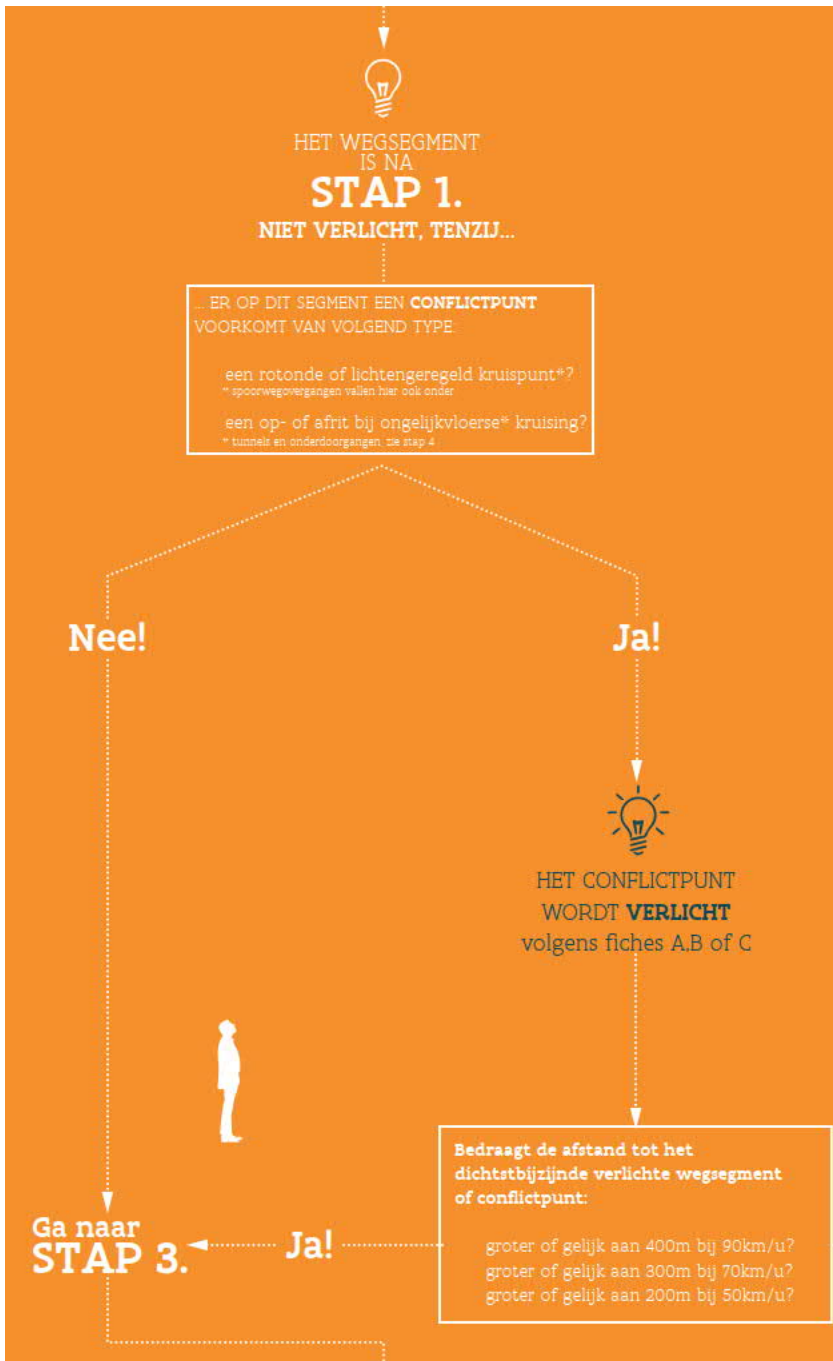 HET WEGSEGMENT
IS NA
STAP 1.
NIET VERLICHT, TENZIJ...
... ER OP DIT SEGMENT EEN CONFLICTPUNT
VOORKOMT VAN VOLGEND TYPE:
een rotonde of lichtengeregeld kruispunt*?
* spoorwegovergangen vallen hier ook onder
een op- of afrit bij ongelijkvloerse* kruising?
* tunnels en onderdoorgangen, zie stap 4
Nee!
Ja!
HET CONFLICTPUNT
WORDT VERLICHT
volgens fiches A,B of C
Bedraagt de afstand tot het
dichtstbijzijnde verlichte wegsegment
of conflictpunt:
groter of gelijk aan 400m bij 90km/u?
groter of gelijk aan 300m bij 70km/u?
groter of gelijk aan 200m bij 50km/u?
Ja!
Ga naar
STAP 3.